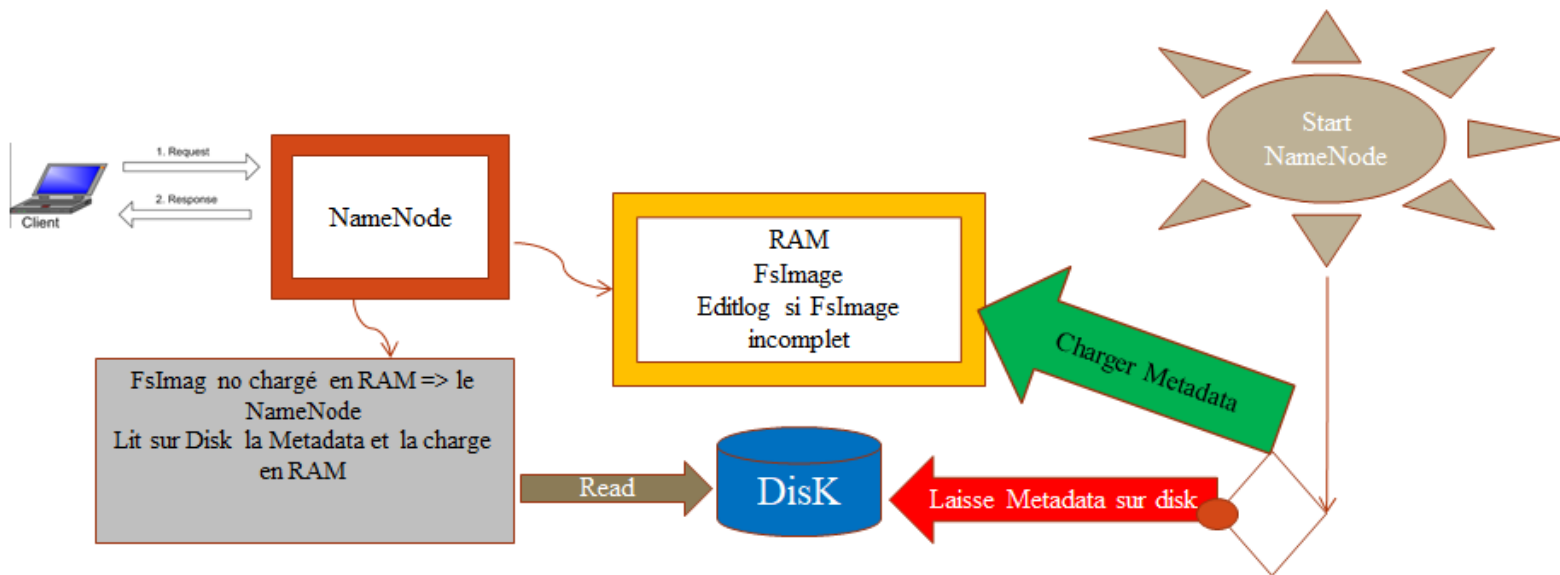 Start
NameNode
1. Request
2. Response
Client
NameNode
RAM
FsImage
Editlog si FsImage
incomplet
Charger Metadata
FsImag no chargé en RAM => le
NameNode
Lit sur Disk la Metadata et la charge
en RAM
Read
DisK
Laisse Metadata sur disk